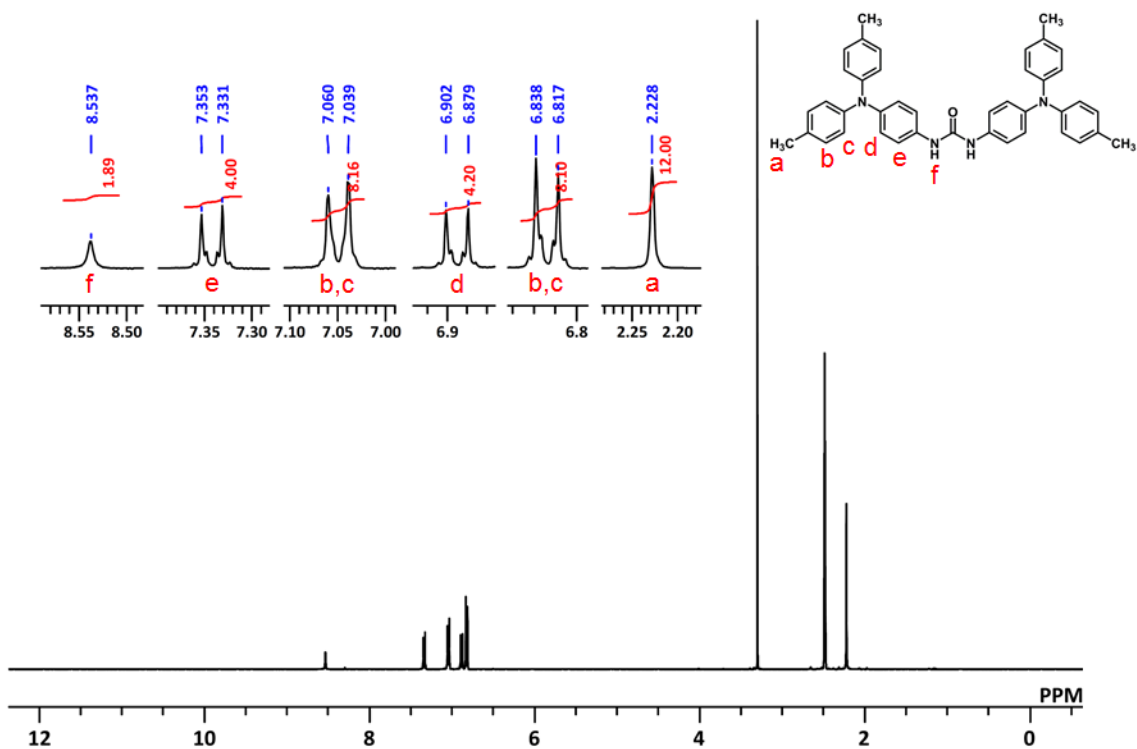 CH₃
CH₃
N
N
O
H₃C
N
H
N
H
CH₃
a
b
c
d
e
f
8.537
7.353
7.331
7.060
7.039
6.902
6.879
6.838
6.817
2.228
1.89
4.00
8.16
4.20
8.10
12.00
f
e
b,c
d
b,c
a
8.55 8.50
7.35 7.30
7.10 7.05 7.00
6.9
6.8
2.25 2.20
PPM
12 10 8 6 4 2 0